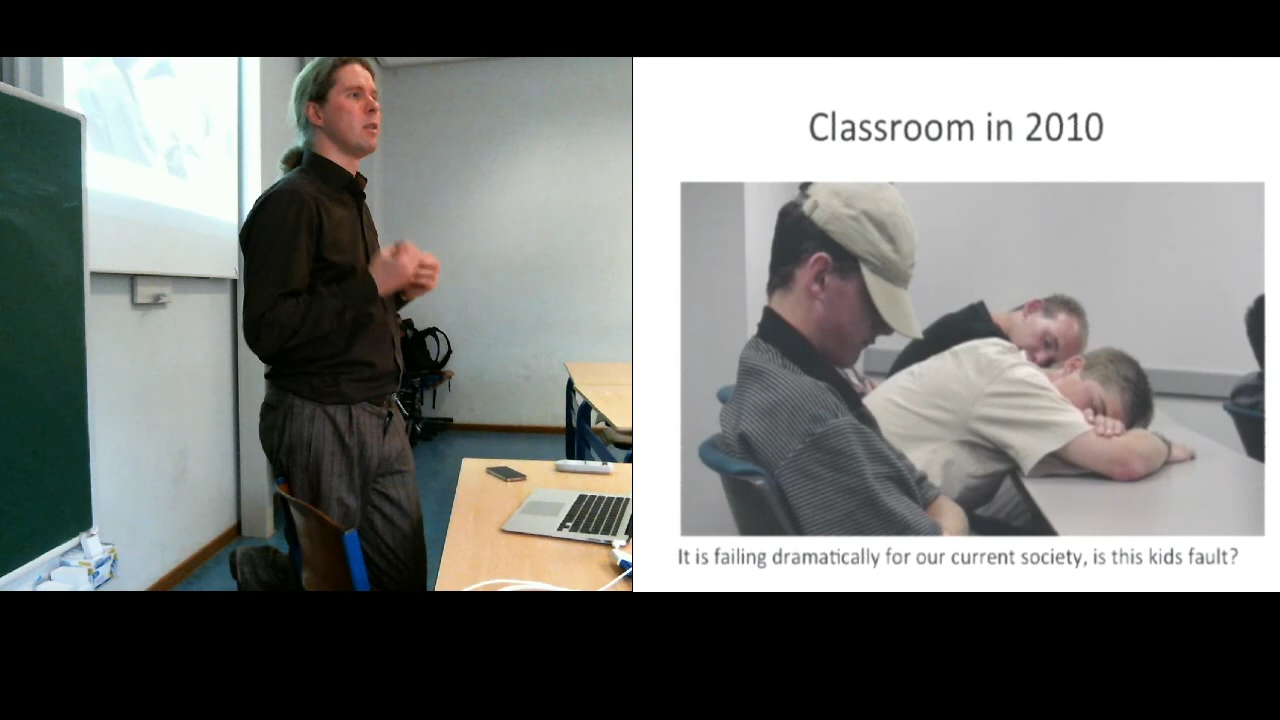 Classroom in 2010
It is failing dramatically for our current society, is this kids fault?